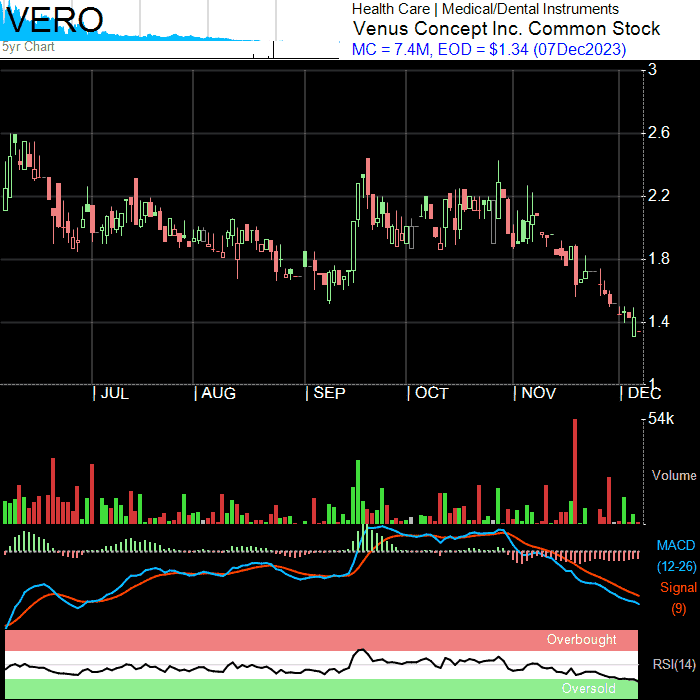 VERO
Health Care | Medical/Dental Instruments
Venus Concept Inc. Common Stock
5yr Chart
MC = 7.4M, EOD = $1.34 (07Dec2023)
3
2.6
2.2
1.8
1.4
1
| JUL | AUG | SEP | OCT | NOV | DEC
54k
Volume
MACD
(12-26)
Signal
(9)
Overbought
RSI(14)
Oversold